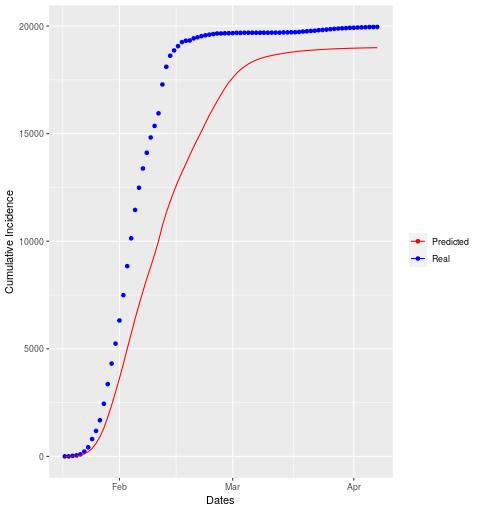 20000
15000
10000
5000
0
Cumulative Incidence
Feb
Mar
Apr
Dates
Predicted
Real